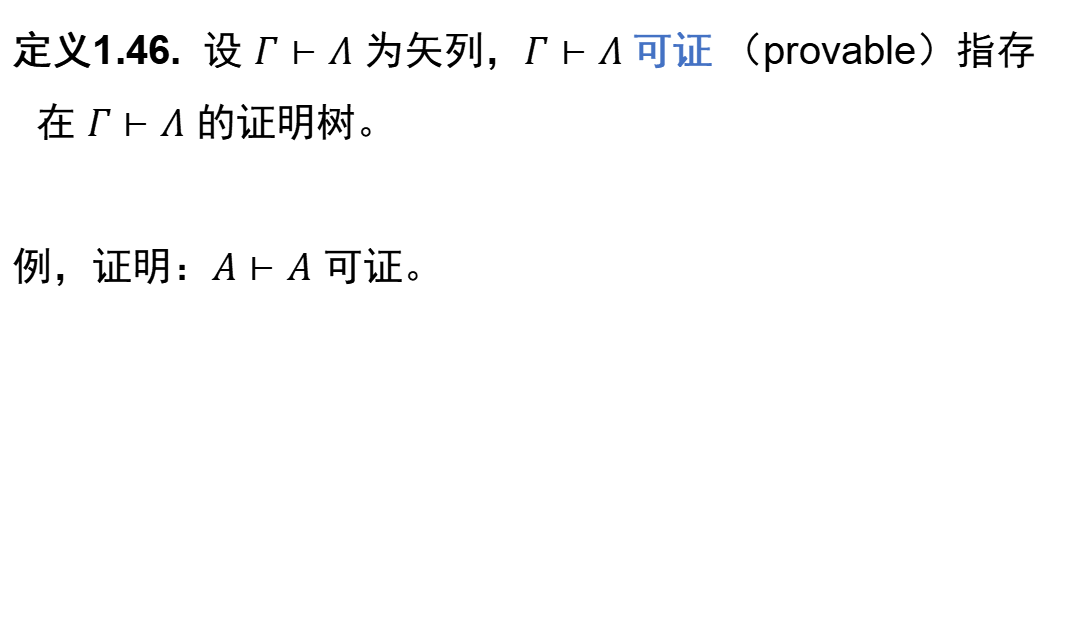 定义1.46. 设 Γ ⊢ Λ 为矢列，Γ ⊢ Λ 可证 （provable）指存
在 Γ ⊢ Λ 的证明树。
例，证明：A ⊢ A 可证。